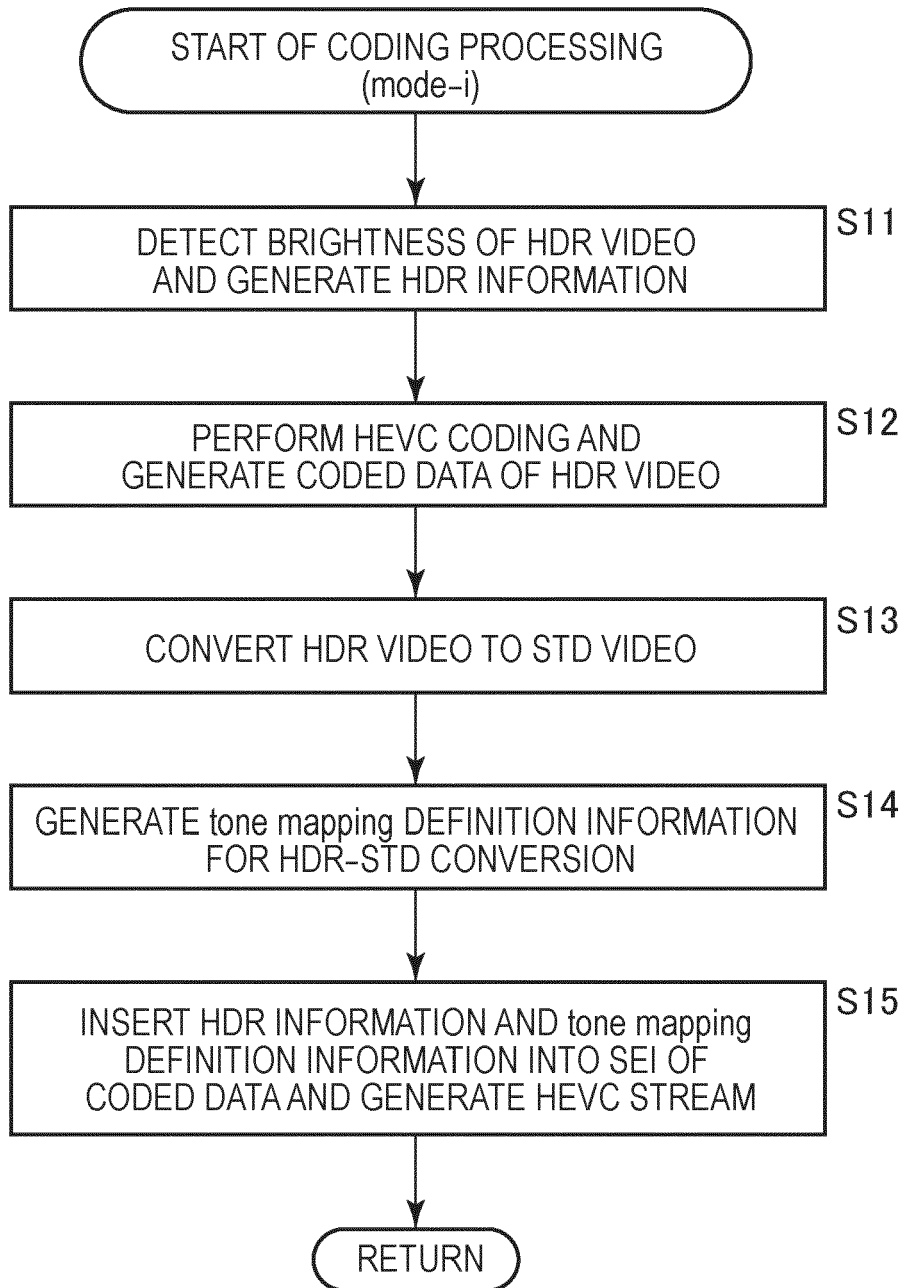 START OF CODING PROCESSING
(mode-i)
S11
DETECT BRIGHTNESS OF HDR VIDEO
AND GENERATE HDR INFORMATION
S12
PERFORM HEVC CODING AND
GENERATE CODED DATA OF HDR VIDEO
S13
CONVERT HDR VIDEO TO STD VIDEO
S14
GENERATE tone mapping DEFINITION INFORMATION
FOR HDR-STD CONVERSION
S15
INSERT HDR INFORMATION AND tone mapping
DEFINITION INFORMATION INTO SEI OF
CODED DATA AND GENERATE HEVC STREAM
RETURN